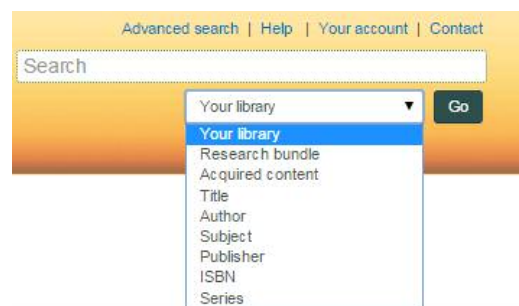 Advanced search | Help | Your account | Contact
Search
Your library ▼ Go
Your library
Research bundle
Acquired content
Title
Author
Subject
Publisher
ISBN
Series